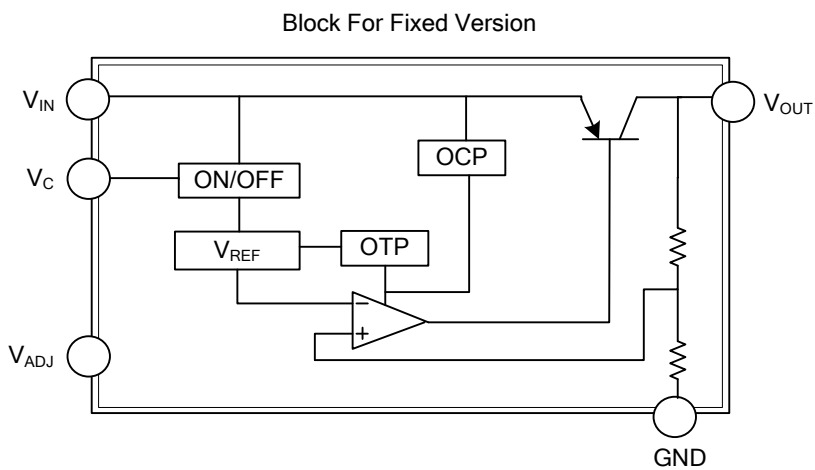 Block For Fixed Version
VIN
VOUT
OCP
VC
ON/OFF
VREF
OTP
−
+
VADJ
GND